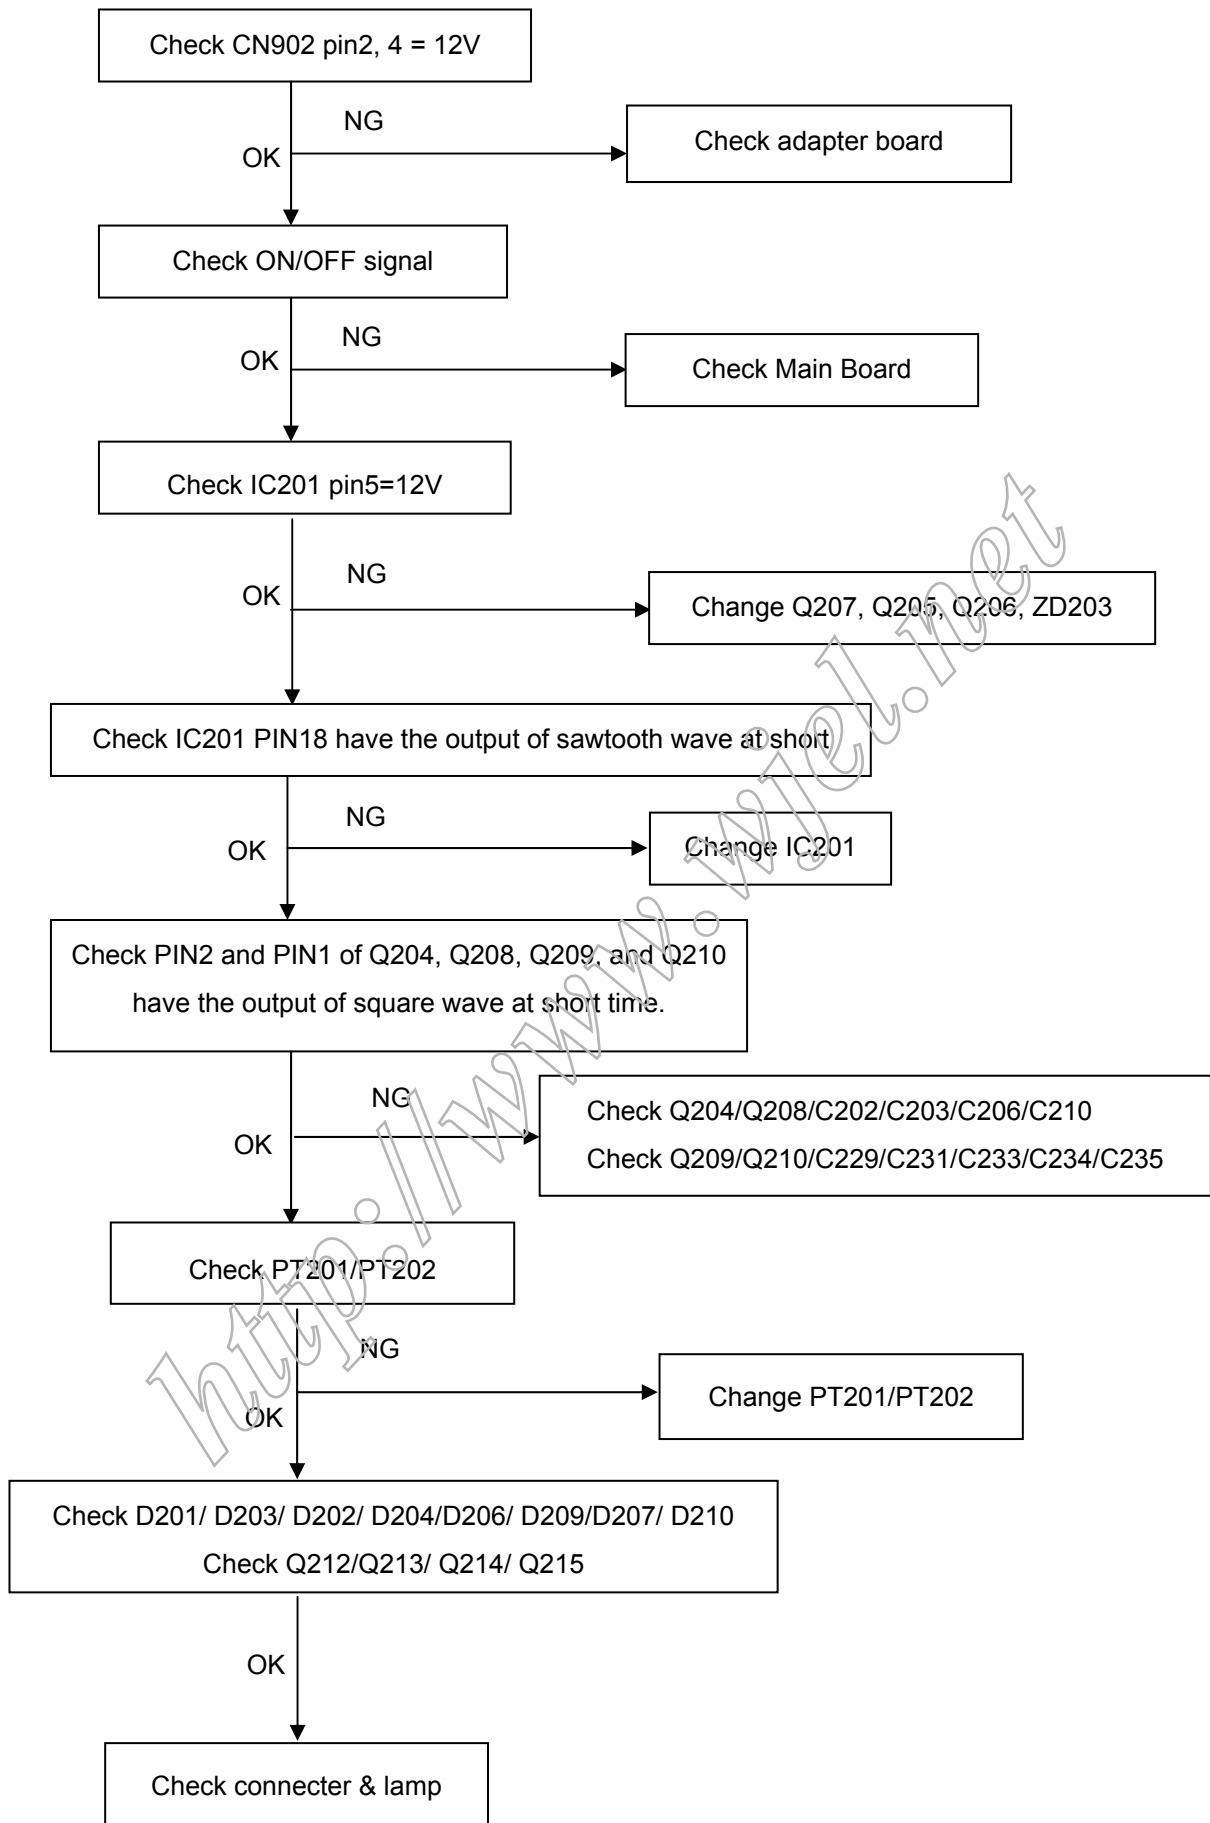 Check CN902 pin2, 4 = 12V
NG
OK
Check adapter board
Check ON/OFF signal
NG
OK
Check Main Board
Check IC201 pin5=12V
NG
OK
Change Q207, Q205, Q206, ZD203
Check IC201 PIN18 have the output of sawtooth wave at short
NG
OK
Change IC201
Check PIN2 and PIN1 of Q204, Q208, Q209, and Q210
have the output of square wave at short time.
NG
OK
Check Q204/Q208/C202/C203/C206/C210
Check Q209/Q210/C229/C231/C233/C234/C235
Check PT201/PT202
NG
OK
Change PT201/PT202
Check D201/ D203/ D202/ D204/D206/ D209/D207/ D210
Check Q212/Q213/ Q214/ Q215
OK
Check connecter & lamp
http://www.wjel.net